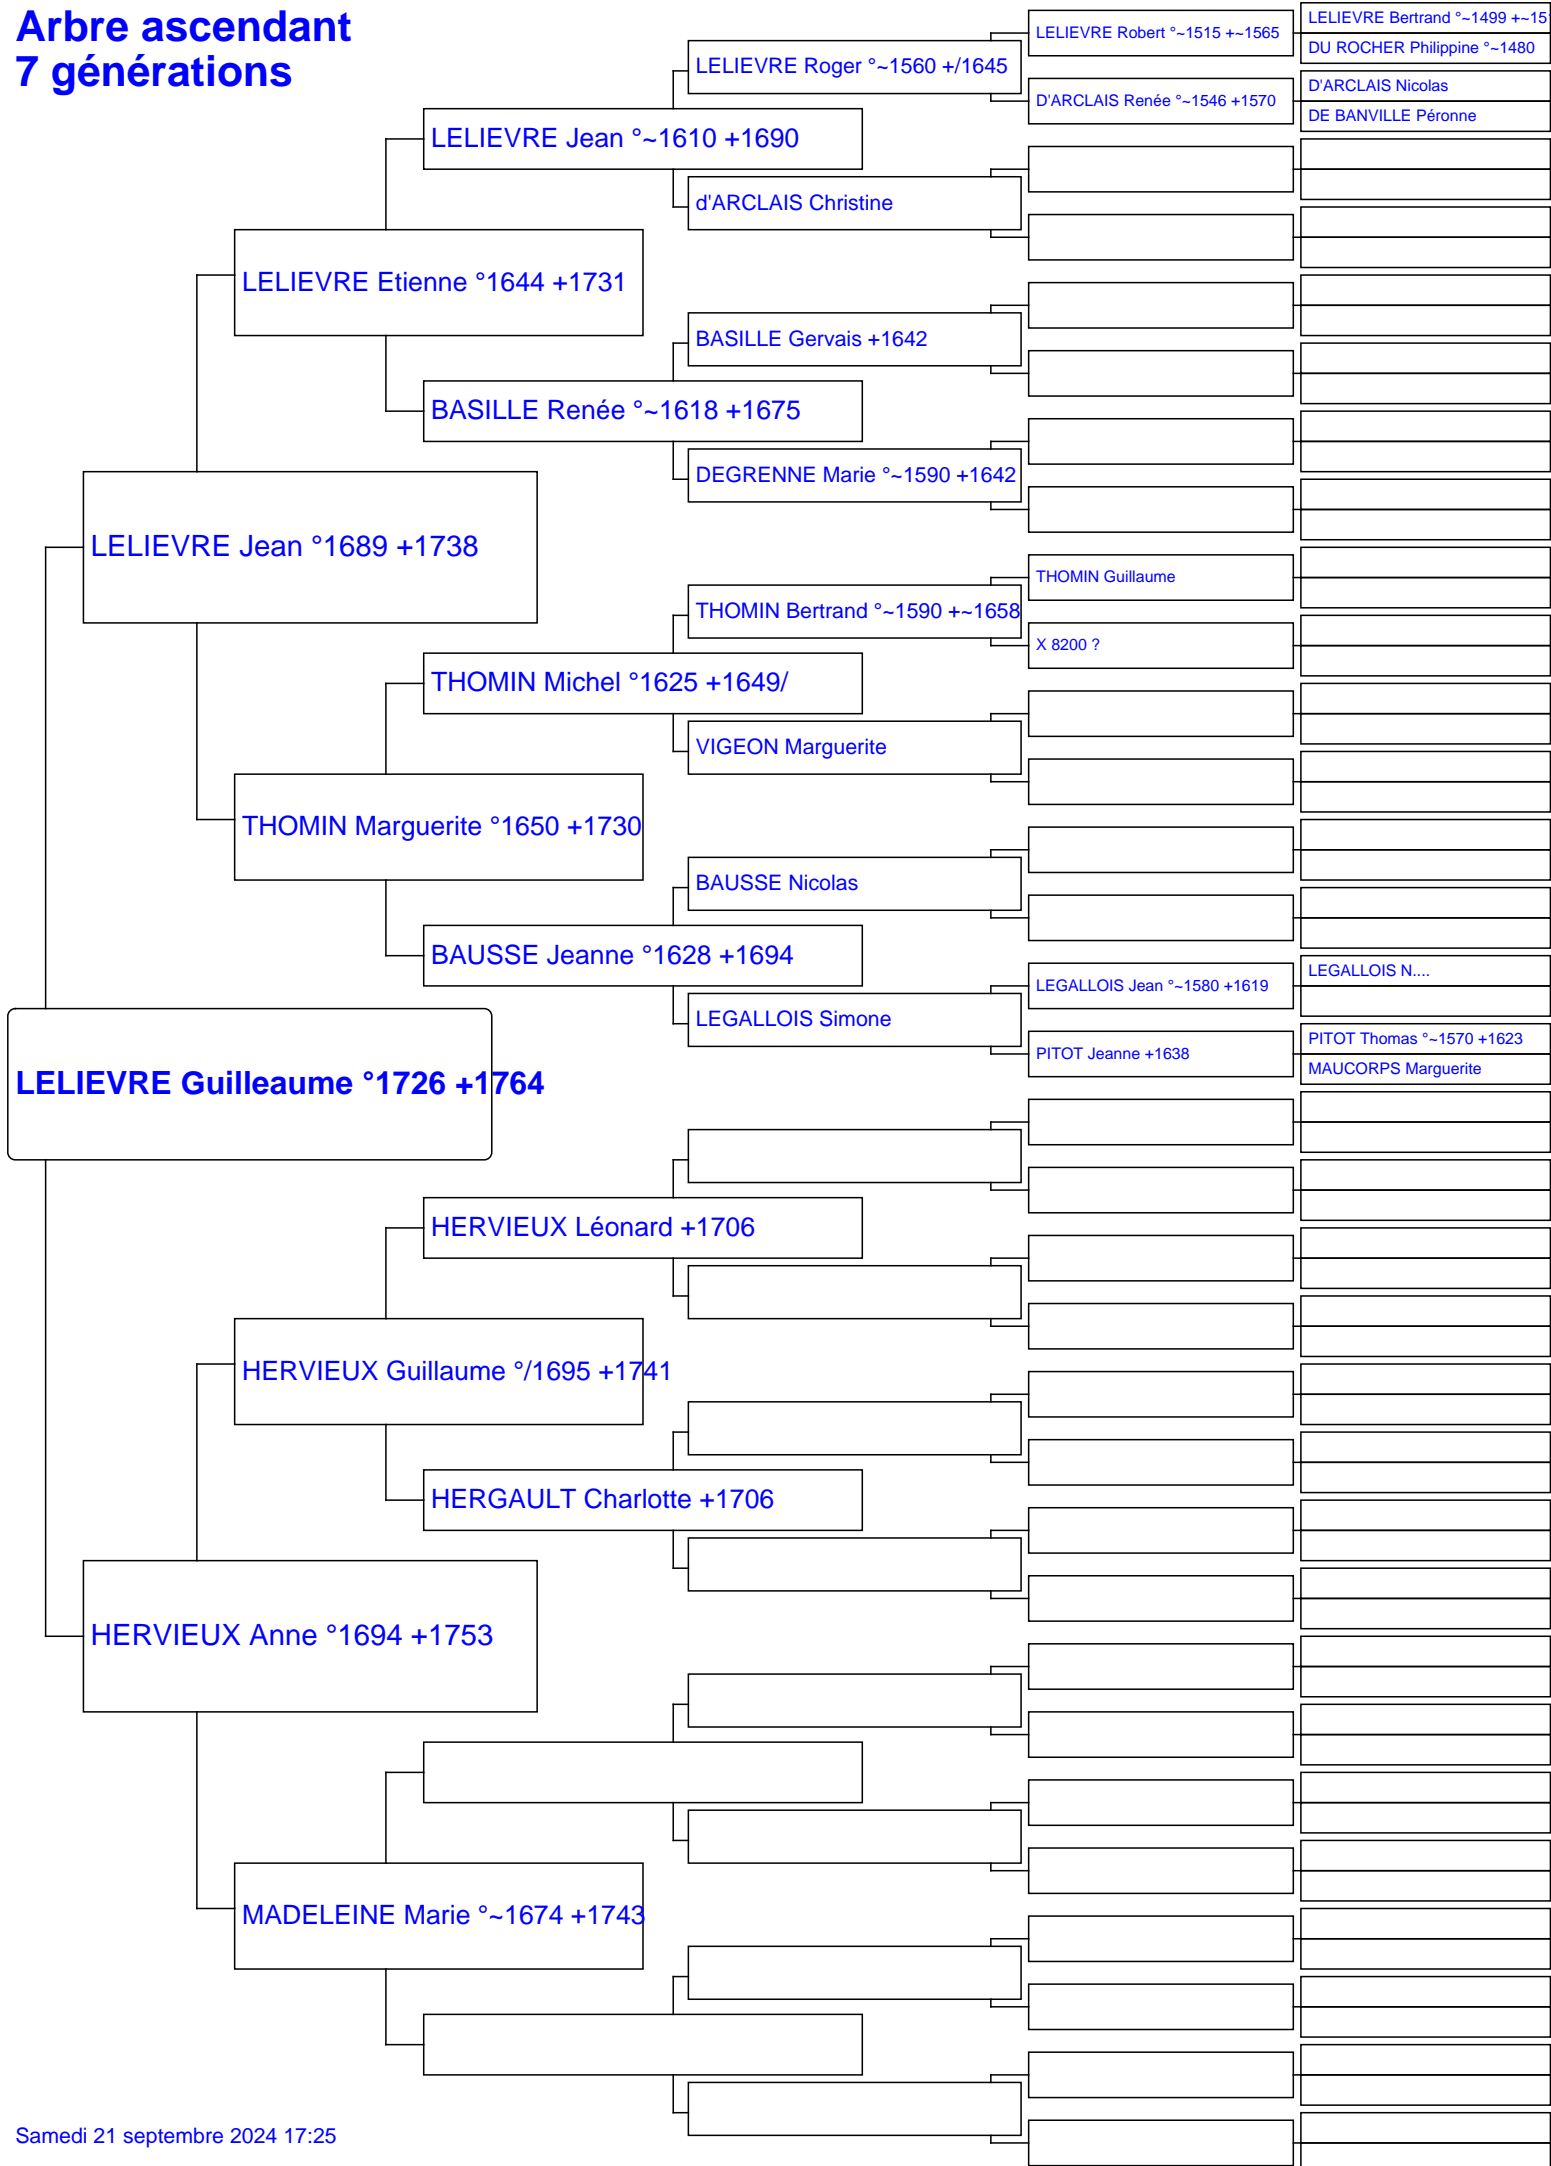 Arbre ascendant
7 générations
LELIEVRE Guilleaume °1726 +1764
LELIEVRE Jean °1689 +1738
HERVIEUX Anne °1694 +1753
LELIEVRE Etienne °1644 +1731
THOMIN Marguerite °1650 +1730
HERVIEUX Guillaume °/1695 +1741
MADELEINE Marie °~1674 +1743
LELIEVRE Jean °~1610 +1690
BASILLE Renée °~1618 +1675
THOMIN Michel °1625 +1649/
BAUSSE Jeanne °1628 +1694
HERVIEUX Léonard +1706
HERGAULT Charlotte +1706
LELIEVRE Roger °~1560 +/1645
d'ARCLAIS Christine
BASILLE Gervais +1642
DEGRENNE Marie °~1590 +1642
THOMIN Bertrand °~1590 +~1658
VIGEON Marguerite
BAUSSE Nicolas
LEGALLOIS Simone
LELIEVRE Robert °~1515 +~1565
D'ARCLAIS Renée °~1546 +1570
THOMIN Guillaume
X 8200 ?
LEGALLOIS Jean °~1580 +1619
PITOT Jeanne +1638
LELIEVRE Bertrand °~1499 +~15
DU ROCHER Philippine °~1480
D'ARCLAIS Nicolas
DE BANVILLE Péronne
LEGALLOIS N....
PITOT Thomas °~1570 +1623
MAUCORPS Marguerite
Samedi 21 septembre 2024 17:25